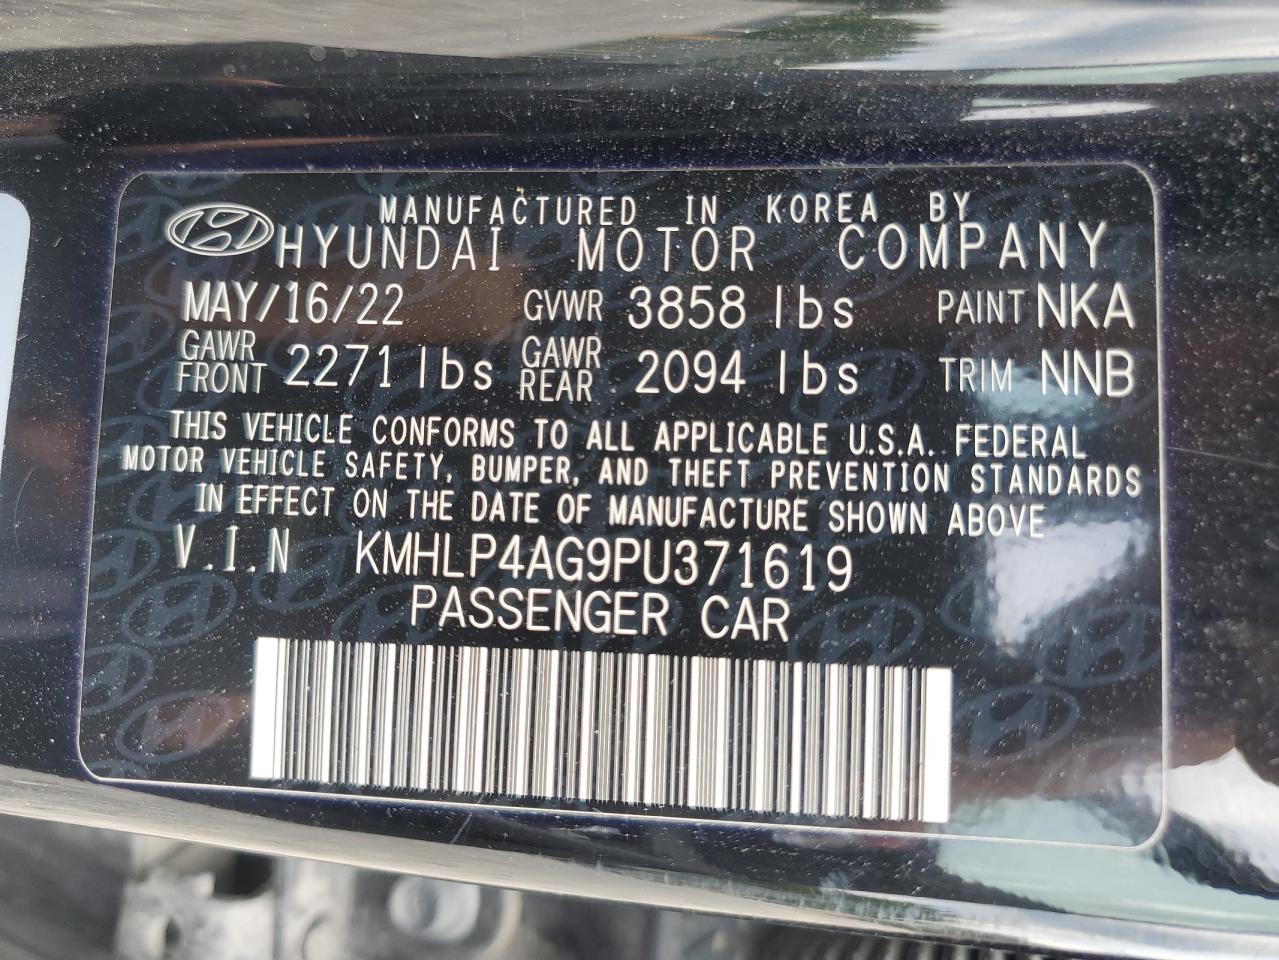 MANUFACTURED IN KOREA BY
HYUNDAI MOTOR COMPANY
MAY/16/22 GVWR 3858 lbs PAINT NKA
GAWR FRONT 2271 lbs GAWR REAR 2094 lbs TRIM NNB
THIS VEHICLE CONFORMS TO ALL APPLICABLE U.S.A. FEDERAL
MOTOR VEHICLE SAFETY, BUMPER, AND THEFT PREVENTION STANDARDS
IN EFFECT ON THE DATE OF MANUFACTURE SHOWN ABOVE
V.I.N KMHLP4AG9PU371619
PASSENGER CAR